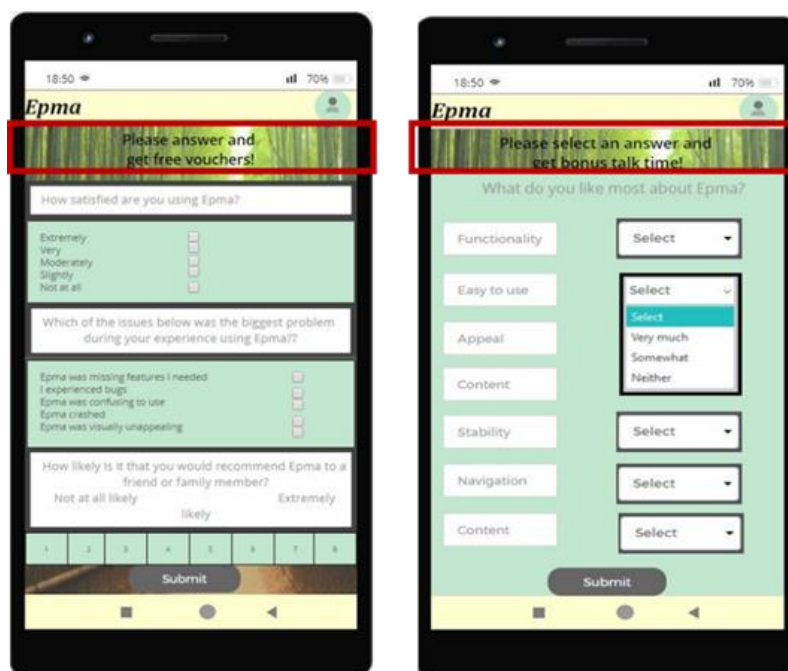 18:50
70%
Epma
Please answer and
get free vouchers!
How satisfied are you using Epma?
Extremely
Very
Moderately
Slightly
Not at all
Which of the issues below was the biggest problem
during your experience using Epma??
Epma was missing features I needed
I experienced bugs
Epma was confusing to use
Epma crashed
Epma was visually unappealing
How likely is it that you would recommend Epma to a
friend or family member?
Not at all likely
Extremely
likely
1 2 3 4 5 6 7 8
Submit
18:50
70%
Epma
Please select an answer and
get bonus talk time!
What do you like most about Epma?
Functionality
Select
Easy to use
Select
Select
Very much
Somewhat
Neither
Appeal
Content
Stability
Select
Navigation
Select
Content
Select
Submit